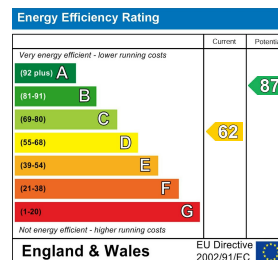 Energy Efficiency Rating
Current Potentia
Very energy efficient - lower running costs
(92 plus) A
(81-91) B
87
(69-80) C
(55-68) D
62
(39-54) E
(21-38) F
(1-20) G
Not energy efficient - higher running costs
England & Wales
EU Directive
2002/91/EC